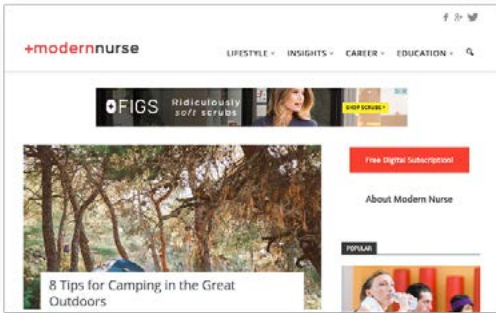 +modernnurse
LIFESTYLE INSIGHTS CAREER EDUCATION
FIGS Ridiculously
soft scrubs
SHOP SCRUBS
Free Digital Subscription!
About Modern Nurse
POPULAR
8 Tips for Camping in the Great
Outdoors